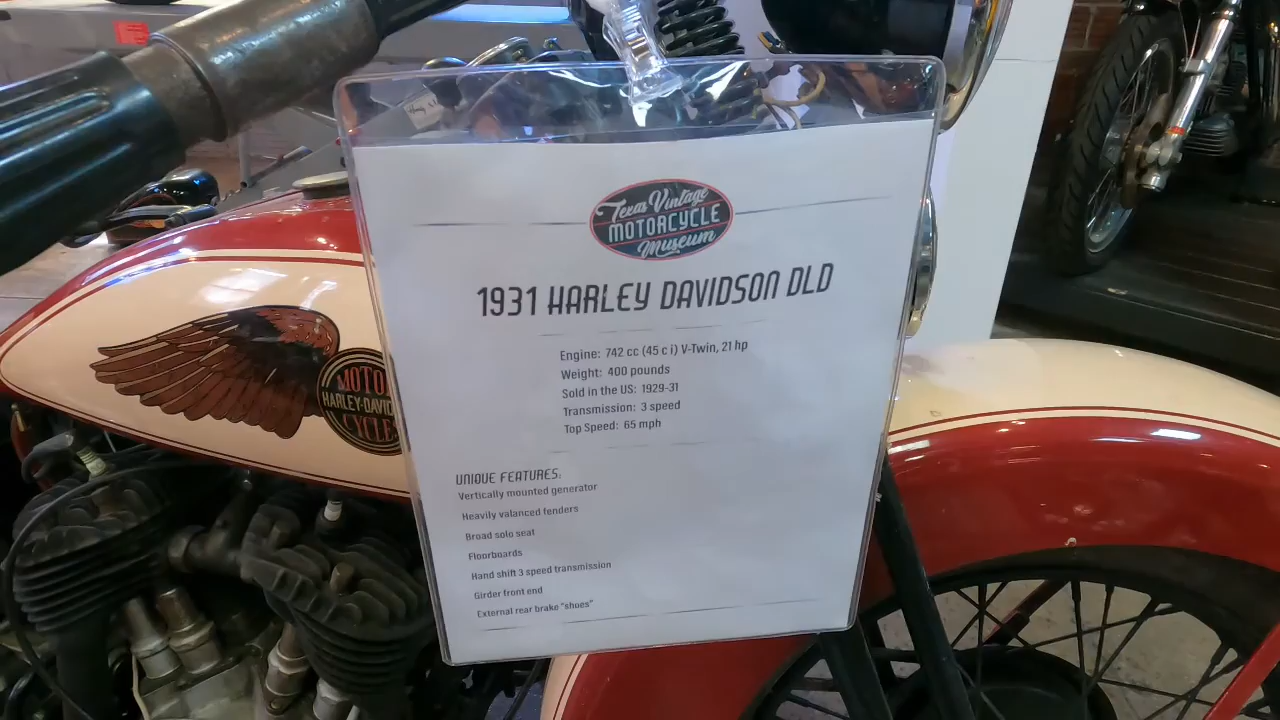 Texas Vintage
MOTORCYCLE
Museum
1931 HARLEY DAVIDSON DLD
Engine: 742 cc (45 c i) V-Twin, 21 hp
Weight: 400 pounds
Sold in the US: 1929-31
Transmission: 3 speed
Top Speed: 65 mph
UNIQUE FEATURES:
Vertically mounted generator
Heavily valanced fenders
Broad solo seat
Floorboards
Hand shift 3 speed transmission
Girder front end
External rear brake "shoes"
MOTO
HARLEY-DAVID
CYCLE